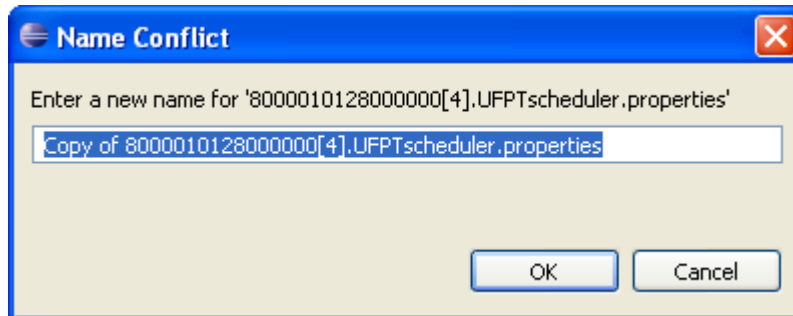 Name Conflict
Enter a new name for '8000010128000000[4].UFPTscheduler.properties'
Copy of 8000010128000000[4].UFPTscheduler.properties
OK Cancel